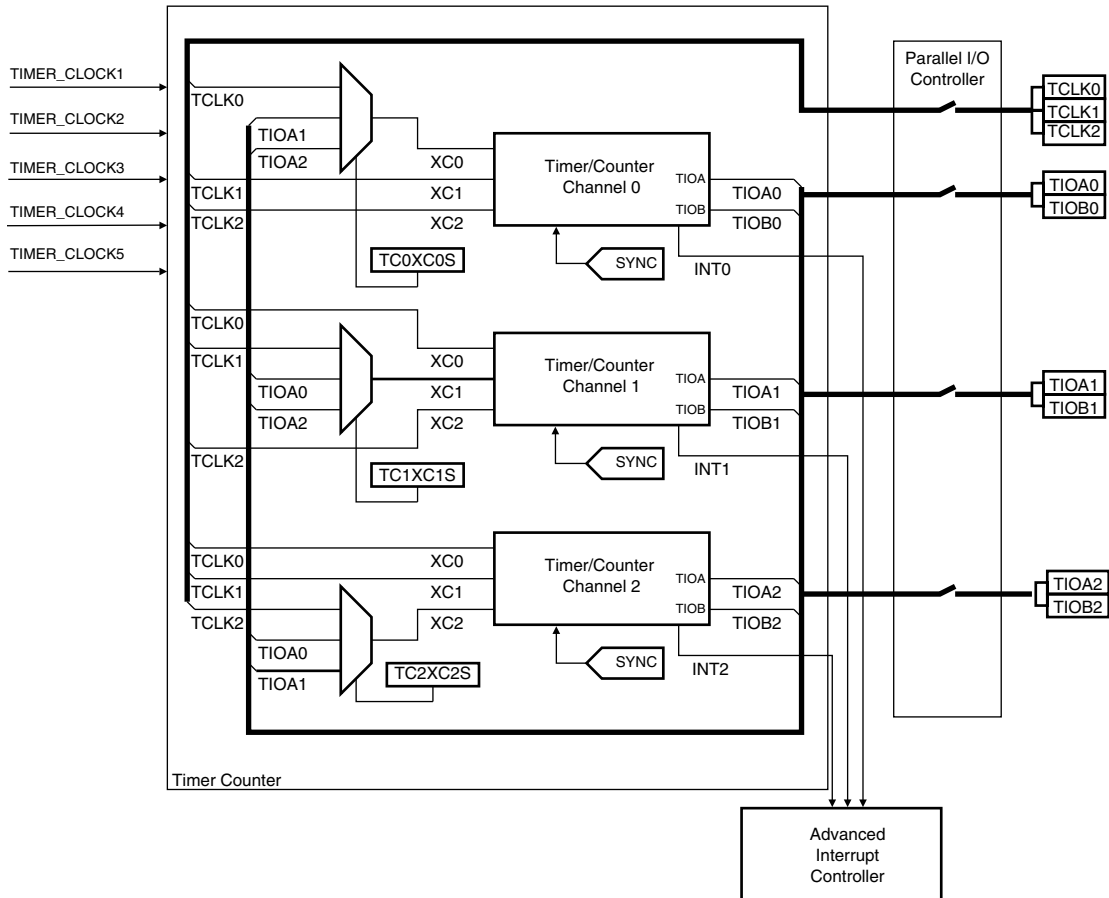 TIMER_CLOCK1
TIMER_CLOCK2
TIMER_CLOCK3
TIMER_CLOCK4
TIMER_CLOCK5
TCLK0
TIOA1
TIOA2
TCLK1
TCLK2
XC0
XC1
XC2
TC0XC0S
Timer/Counter
Channel 0
TIOA
TIOB
TIOA0
TIOB0
SYNC
INT0
TCLK0
TCLK1
TIOA0
TIOA2
TCLK2
XC0
XC1
XC2
TC1XC1S
Timer/Counter
Channel 1
TIOA
TIOB
TIOA1
TIOB1
SYNC
INT1
TCLK0
TCLK1
TCLK2
TIOA0
TIOA1
XC0
XC1
XC2
TC2XC2S
Timer/Counter
Channel 2
TIOA
TIOB
TIOA2
TIOB2
SYNC
INT2
Timer Counter
Parallel I/O
Controller
TCLK0
TCLK1
TCLK2
TIOA0
TIOB0
TIOA1
TIOB1
TIOA2
TIOB2
Advanced
Interrupt
Controller